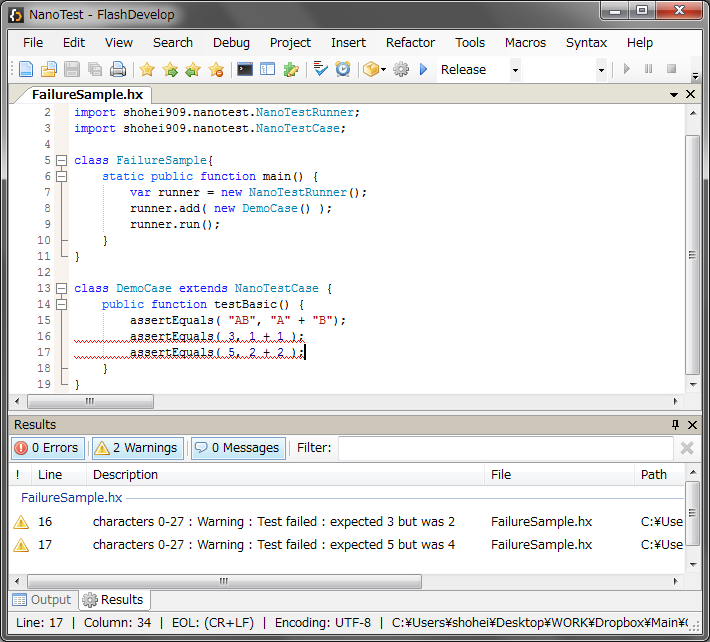 NanoTest - FlashDevelop
File Edit View Search Debug Project Insert Refactor Tools Macros Syntax Help
Release
FailureSample.hx
2 import shohei909.nanotest.NanoTestRunner;
3 import shohei909.nanotest.NanoTestCase;
4
5 class FailureSample{
6 static public function main() {
7 var runner = new NanoTestRunner();
8 runner.add( new DemoCase() );
9 runner.run();
10 }
11 }
12
13 class DemoCase extends NanoTestCase {
14 public function testBasic() {
15 assertEquals( "AB", "A" + "B");
16 assertEquals( 3, 1 + 1 );
17 assertEquals( 5, 2 + 2 );
18 }
19 }
Results
0 Errors 2 Warnings 0 Messages Filter:
! Line Description File Path
FailureSample.hx
16 characters 0-27 : Warning : Test failed : expected 3 but was 2 FailureSample.hx C:¥Use
17 characters 0-27 : Warning : Test failed : expected 5 but was 4 FailureSample.hx C:¥Use
Output Results
Line: 17 | Column: 34 | EOL: (CR+LF) | Encoding: UTF-8 | C:¥Users¥shohei¥Desktop¥WORK¥Dropbox¥Main¥